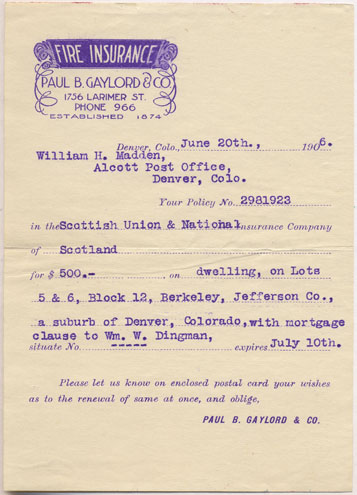 FIRE INSURANCE
PAUL B. GAYLORD & CO.
1756 LARIMER ST.
PHONE 966
ESTABLISHED 1874
Denver, Colo., June 20th., 1906.
William H. Madden,
Alcott Post Office,
Denver, Colo.
Your Policy No. 2981923
in the Scottish Union & National Insurance Company
of Scotland
for $ 500.- on dwelling, on Lots
5 & 6, Block 12, Berkeley, Jefferson Co.,
a suburb of Denver, Colorado, with mortgage
clause to Wm. W. Dingman,
situate No. ----- expires July 10th.
Please let us know on enclosed postal card your wishes
as to the renewal of same at once, and oblige,
PAUL B. GAYLORD & CO.